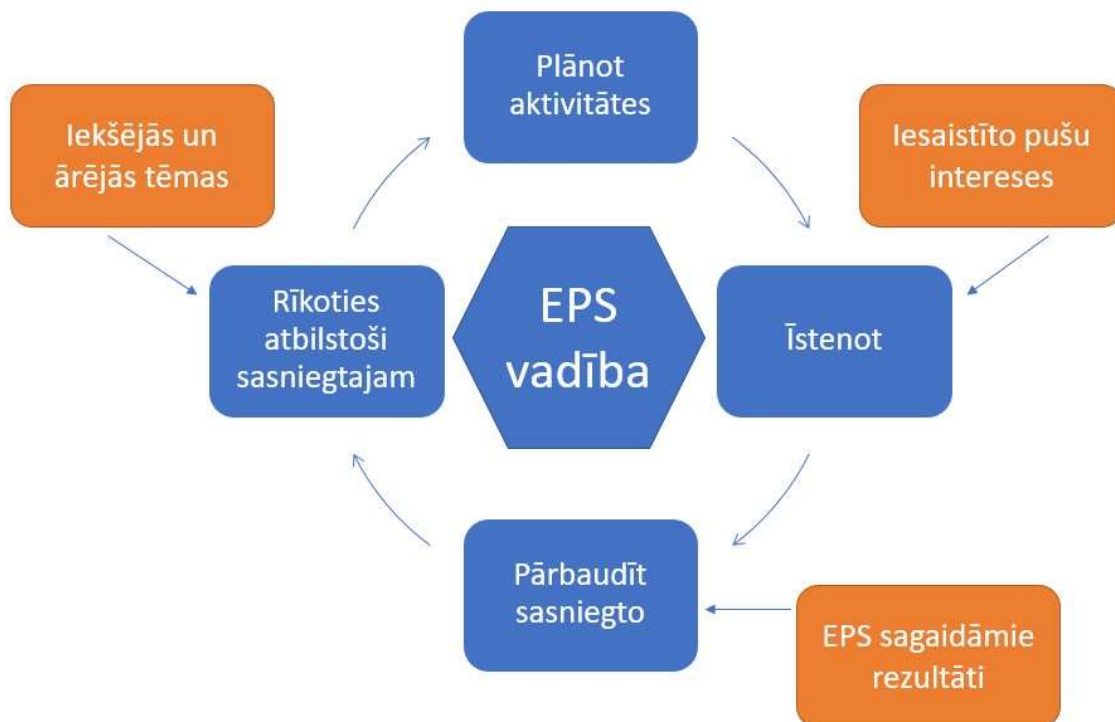 Plānot
aktivitātes
Iekšējās un
ārējās tēmas
Iesaistīto pušu
intereses
Rīkoties
atbilstoši
sasniegtajam
EPS
vadība
Īstenot
Pārbaudīt
sasniegto
EPS sagaidāmie
rezultāti